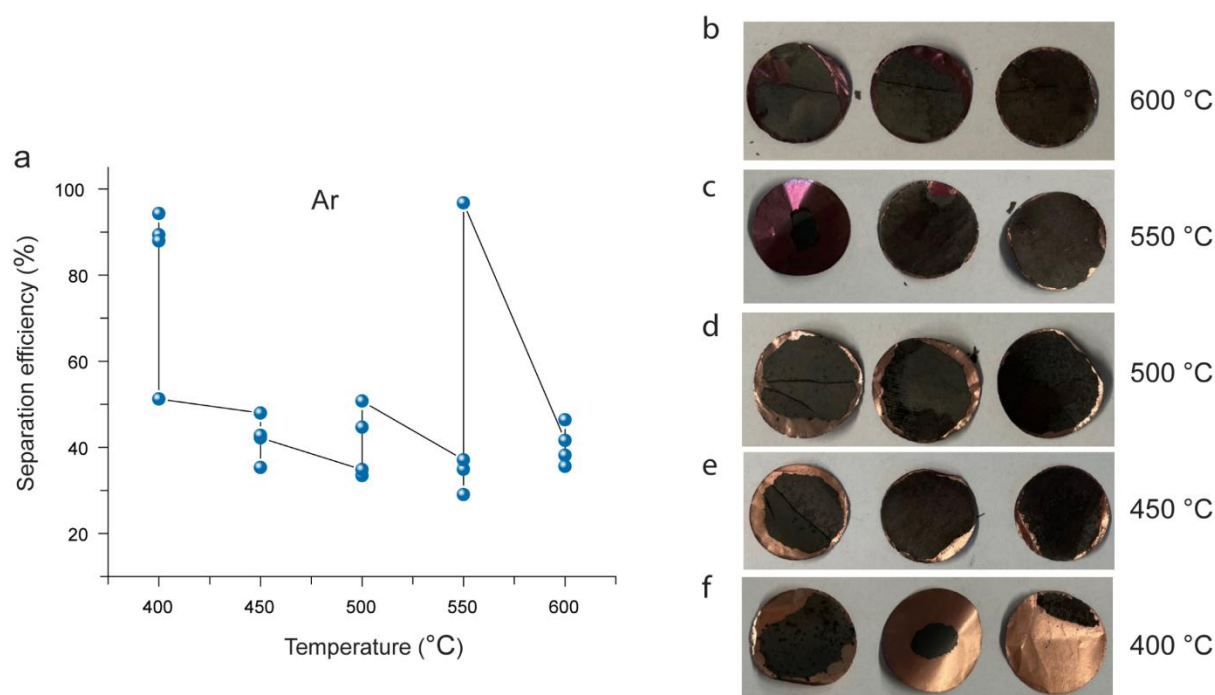 a
Ar
Separation efficiency (%)
100
80
60
40
20
400 450 500 550 600
Temperature (°C)
b
600 °C
c
550 °C
d
500 °C
e
450 °C
f
400 °C